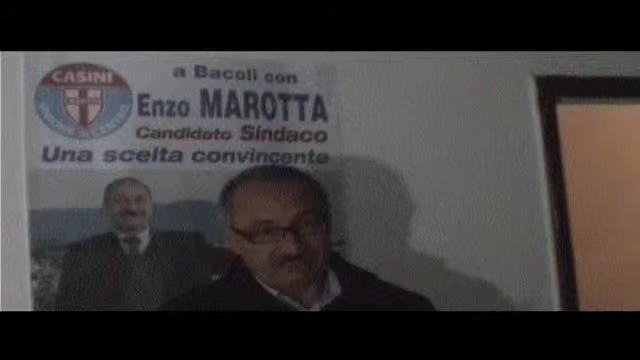 CASINI
a Bacoli con
Enzo MAROTTA
Candidato Sindaco
Una scelta convincente